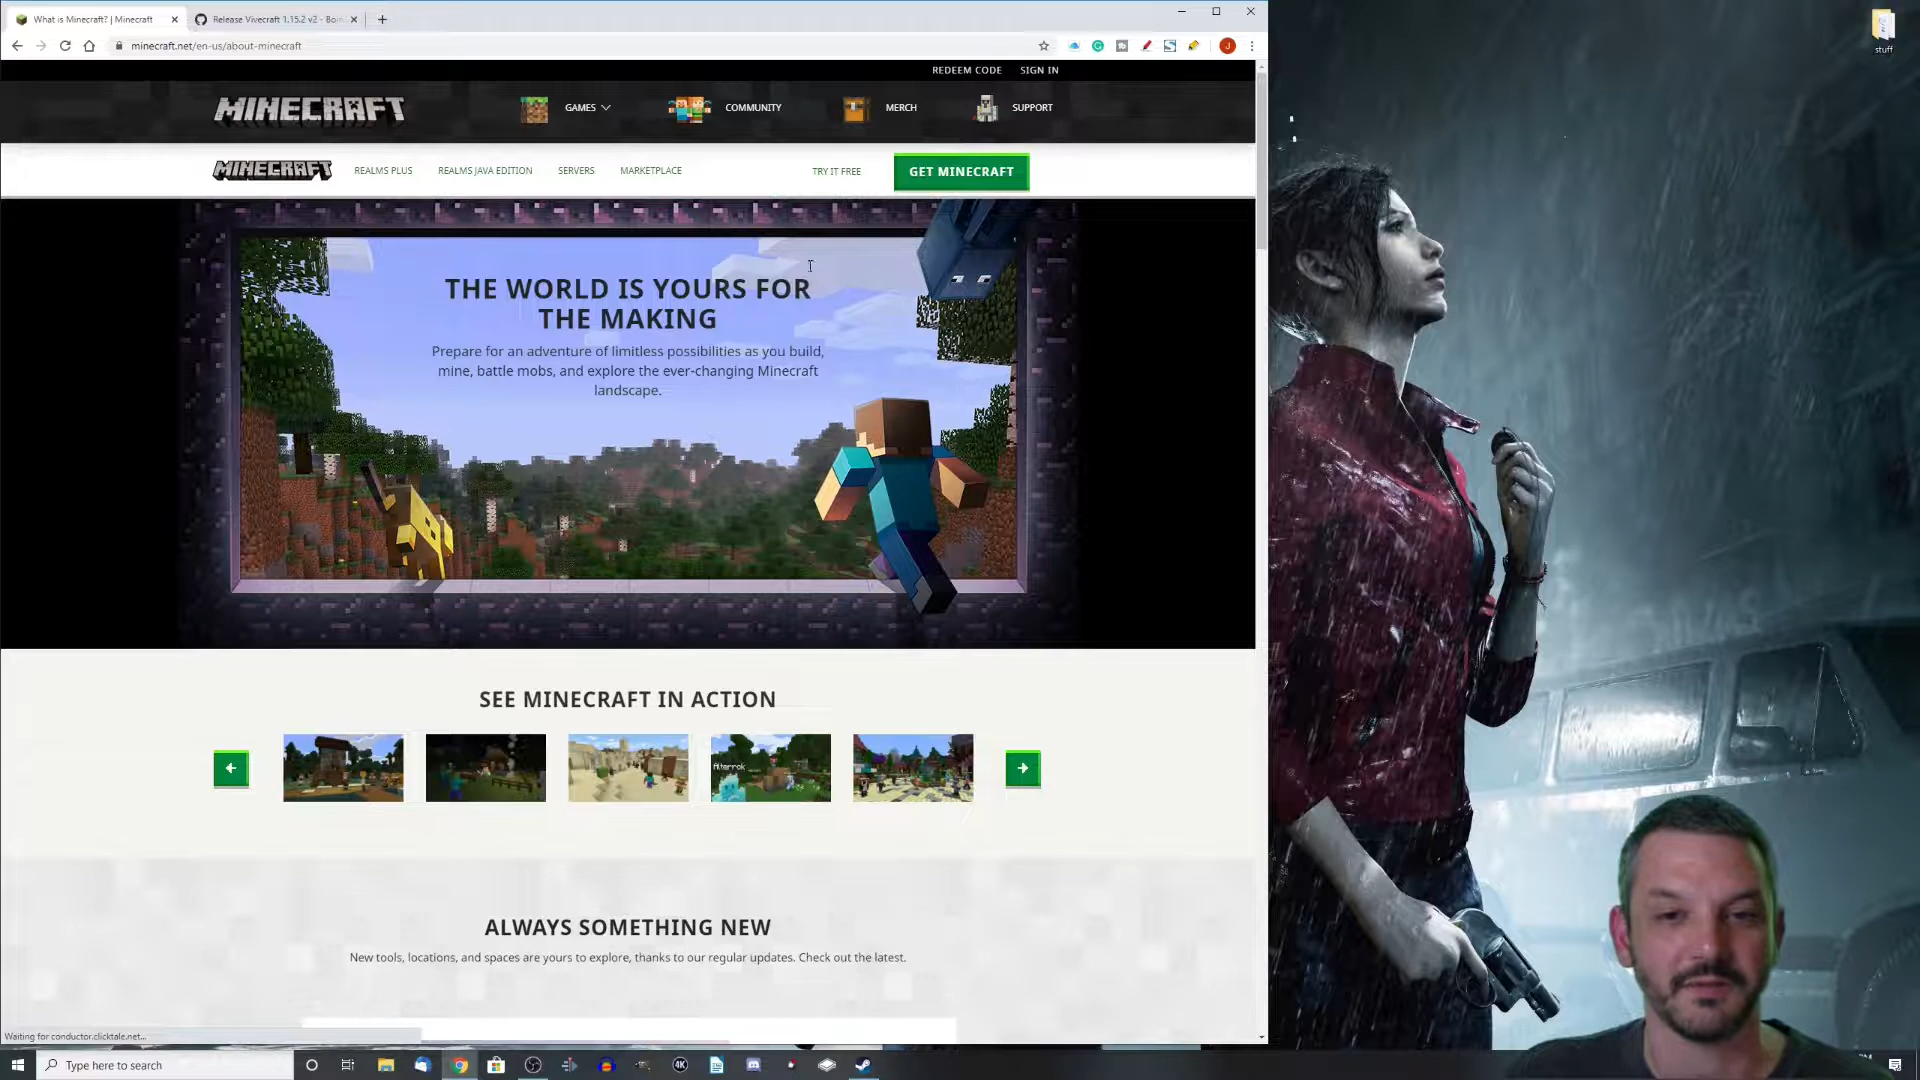 What is Minecraft? | Minecraft
Release Vivecraft 1.15.2 v2 -
minecraft.net/en-us/about-minecraft
J
REDEEM CODE SIGN IN
MINECRAFT
GAMES COMMUNITY MERCH SUPPORT
MINECRAFT
REALMS PLUS REALMS JAVA EDITION SERVERS MARKETPLACE TRY IT FREE GET MINECRAFT
THE WORLD IS YOURS FOR
THE MAKING
Prepare for an adventure of limitless possibilities as you build,
mine, battle mobs, and explore the ever-changing Minecraft
landscape.
SEE MINECRAFT IN ACTION
Afterrok
ALWAYS SOMETHING NEW
New tools, locations, and spaces are yours to explore, thanks to our regular updates. Check out the latest.
Waiting for conductor.clicktale.net...
Type here to search
4K
stuff